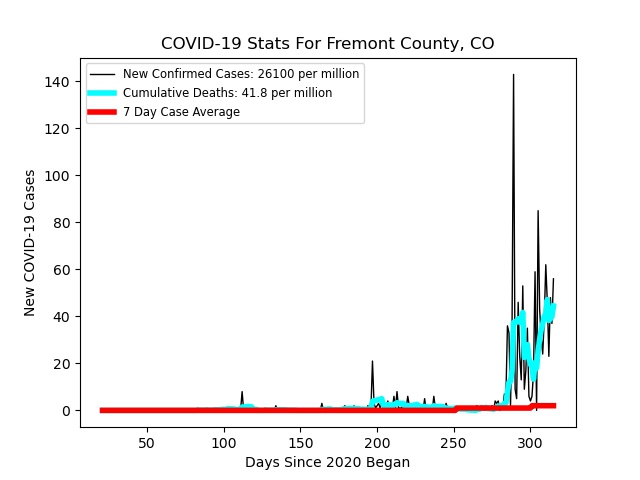 COVID-19 Stats For Fremont County, CO
New Confirmed Cases: 26100 per million
Cumulative Deaths: 41.8 per million
7 Day Case Average
New COVID-19 Cases
140
120
100
80
60
40
20
0
50 100 150 200 250 300
Days Since 2020 Began